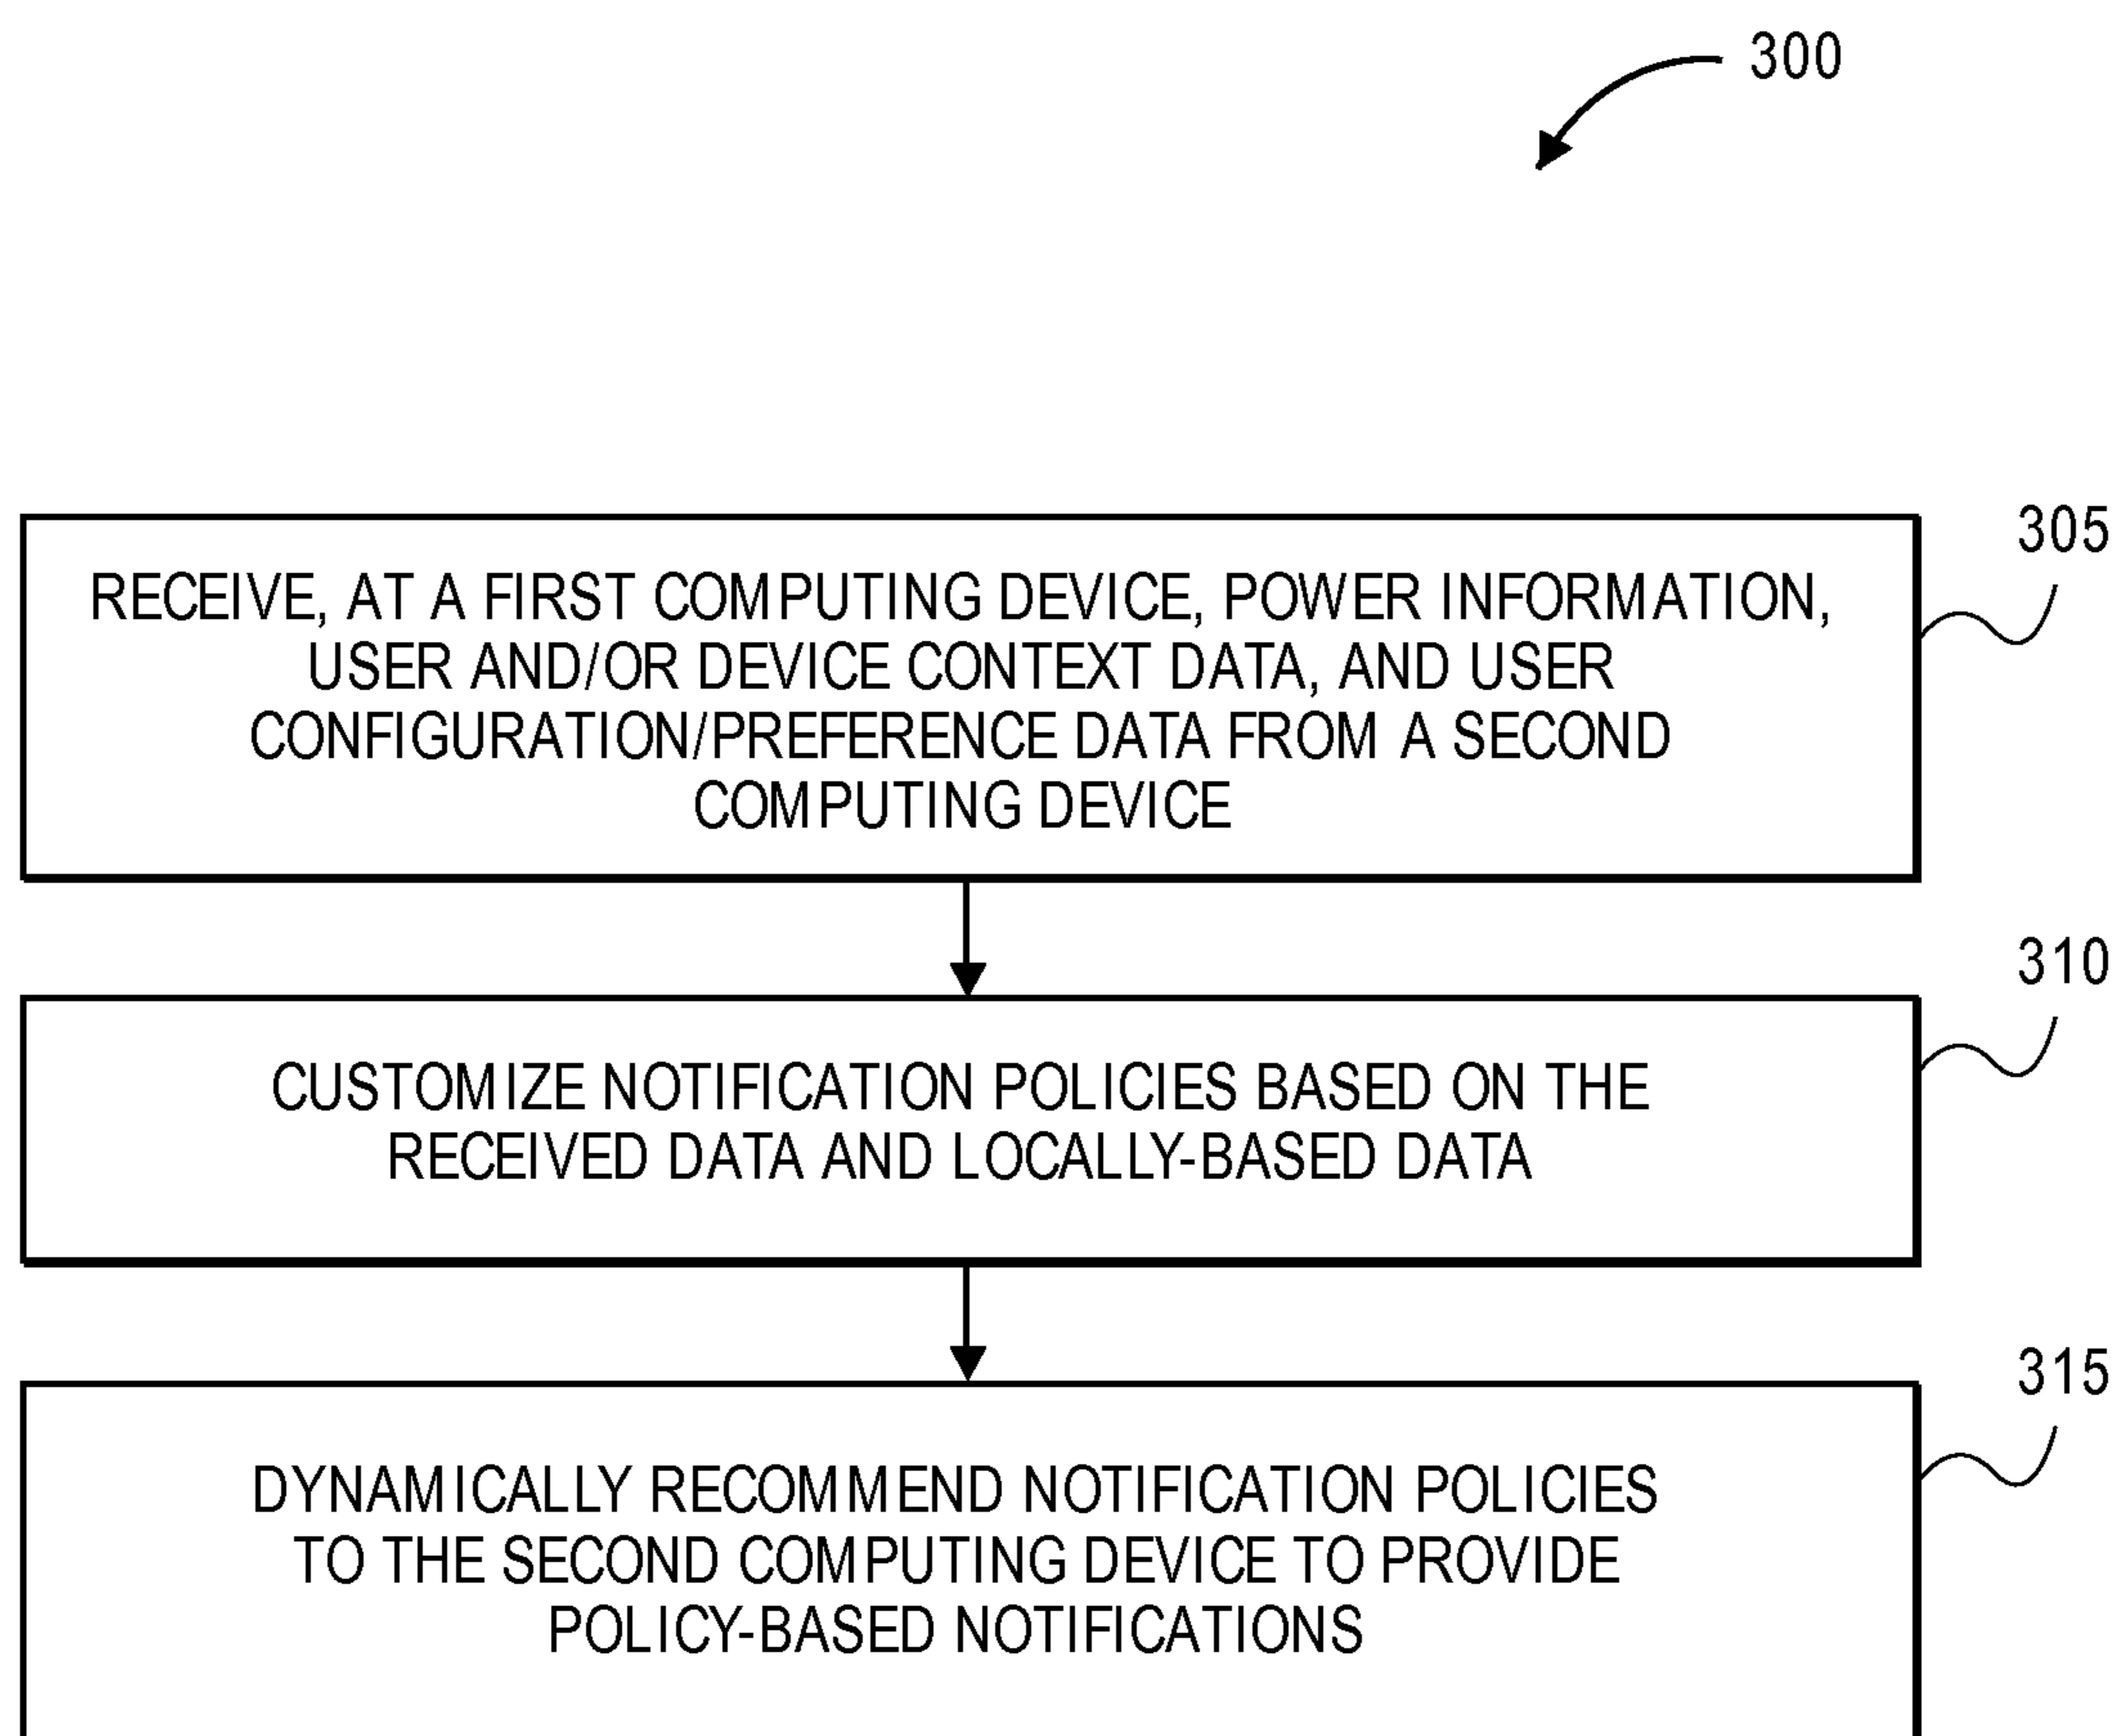 300
305
RECEIVE, AT A FIRST COMPUTING DEVICE, POWER INFORMATION,
USER AND/OR DEVICE CONTEXT DATA, AND USER
CONFIGURATION/PREFERENCE DATA FROM A SECOND
COMPUTING DEVICE
310
CUSTOMIZE NOTIFICATION POLICIES BASED ON THE
RECEIVED DATA AND LOCALLY-BASED DATA
315
DYNAMICALLY RECOMMEND NOTIFICATION POLICIES
TO THE SECOND COMPUTING DEVICE TO PROVIDE
POLICY-BASED NOTIFICATIONS